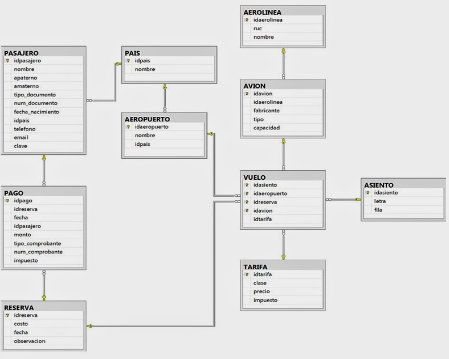 PASAJERO
idpasajero
nombre
apaterno
amaterno
tipo_documento
num_documento
fecha_nacimiento
idpais
telefono
email
clave
PAIS
idpais
nombre
AEROLINEA
idaerolinea
ruc
nombre
AEROPUERTO
idaeropuerto
nombre
idpais
AVION
idavion
idaerolinea
fabricante
tipo
capacidad
PAGO
idpago
idreserva
fecha
idpasajero
monto
tipo_comprobante
num_comprobante
impuesto
VUELO
idasiento
idaeropuerto
idreserva
idavion
idtarifa
ASIENTO
idasiento
letra
fila
RESERVA
idreserva
costo
fecha
observacion
TARIFA
idtarifa
clase
precio
impuesto